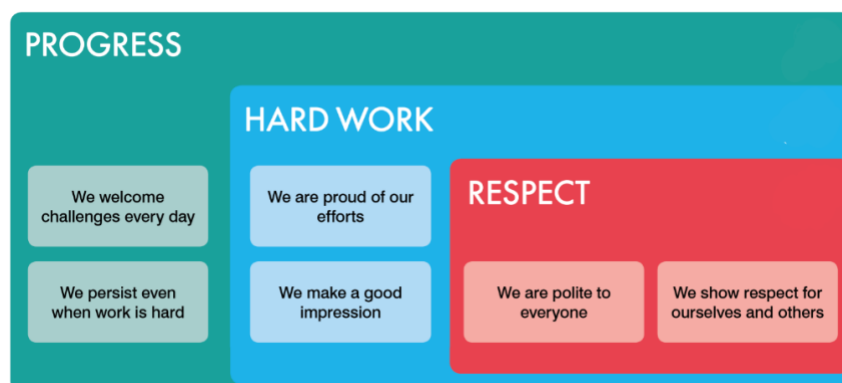 PROGRESS
HARD WORK
RESPECT
We welcome
challenges every day
We are proud of our
efforts
We persist even
when work is hard
We make a good
impression
We are polite to
everyone
We show respect for
ourselves and others